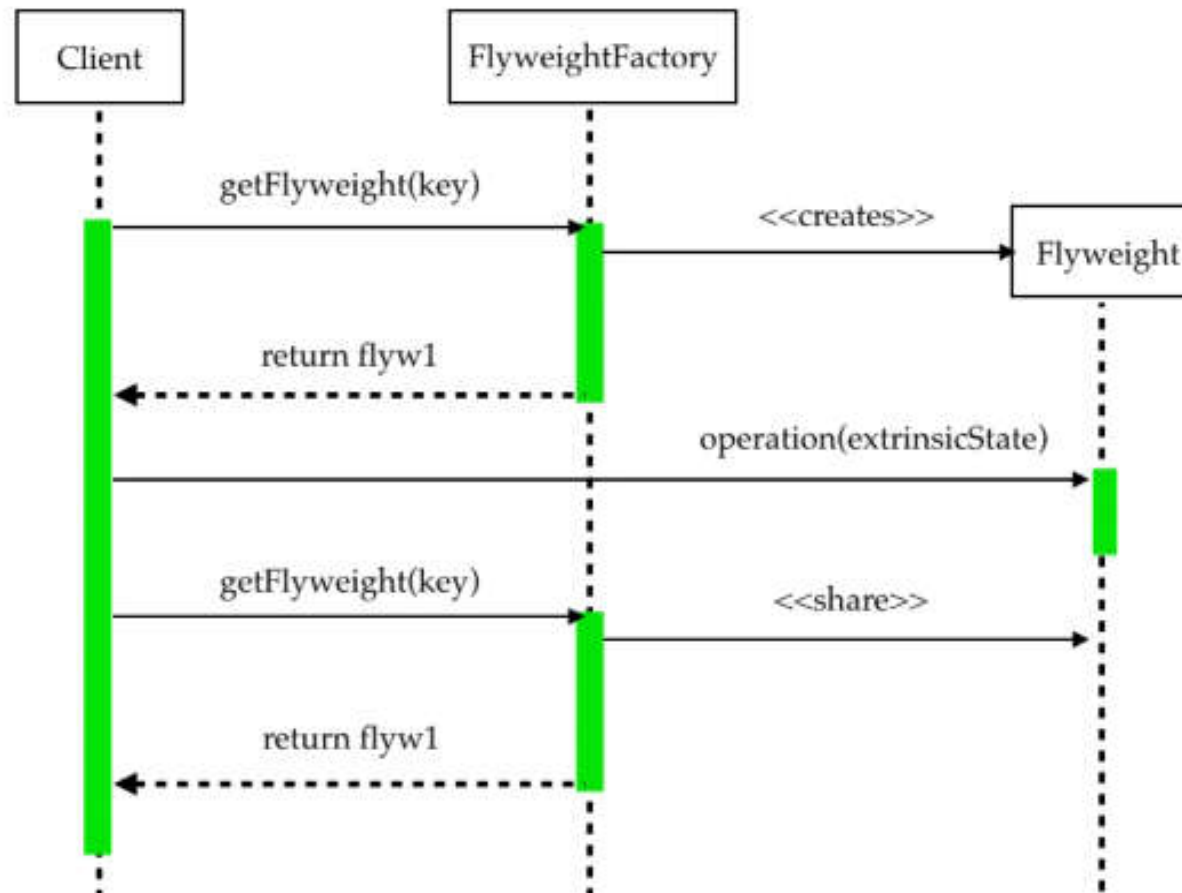 Client
FlyweightFactory
getFlyweight(key)
<<creates>>
Flyweight
return flyw1
operation(extrinsicState)
getFlyweight(key)
<<share>>
return flyw1